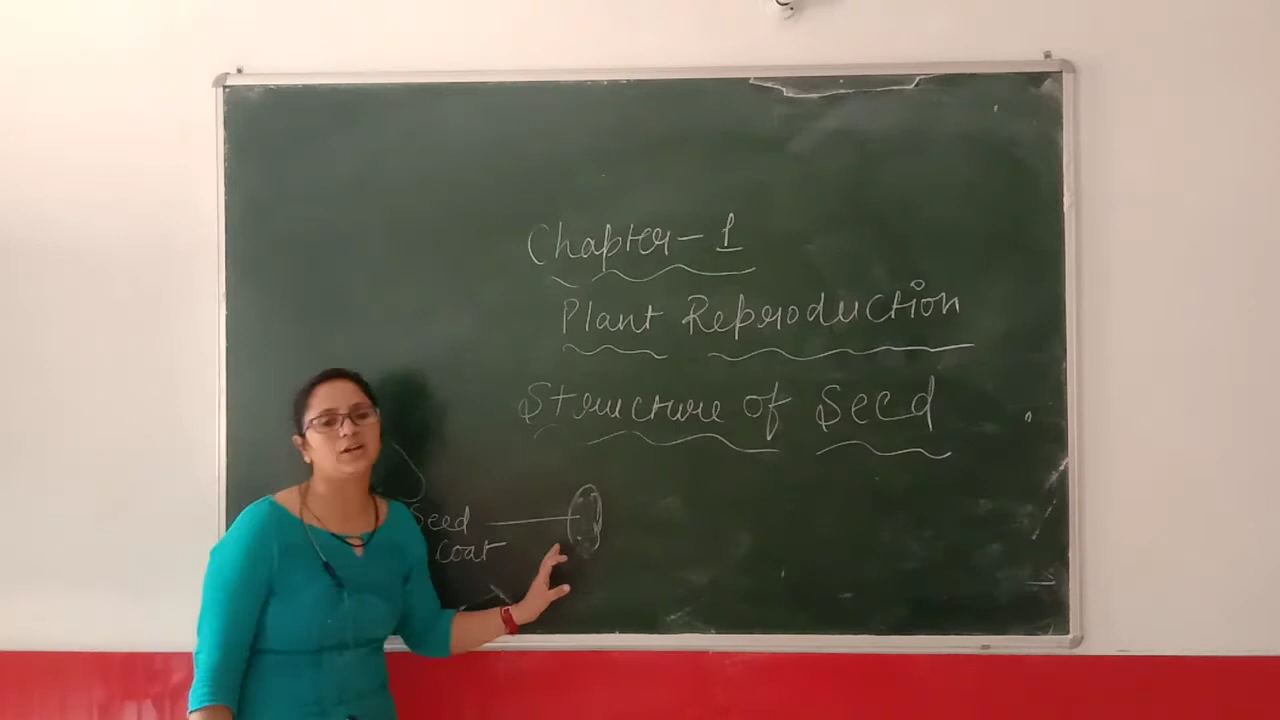 Chapter-1
Plant Reproduction
Structure of Seed
Seed
Coat